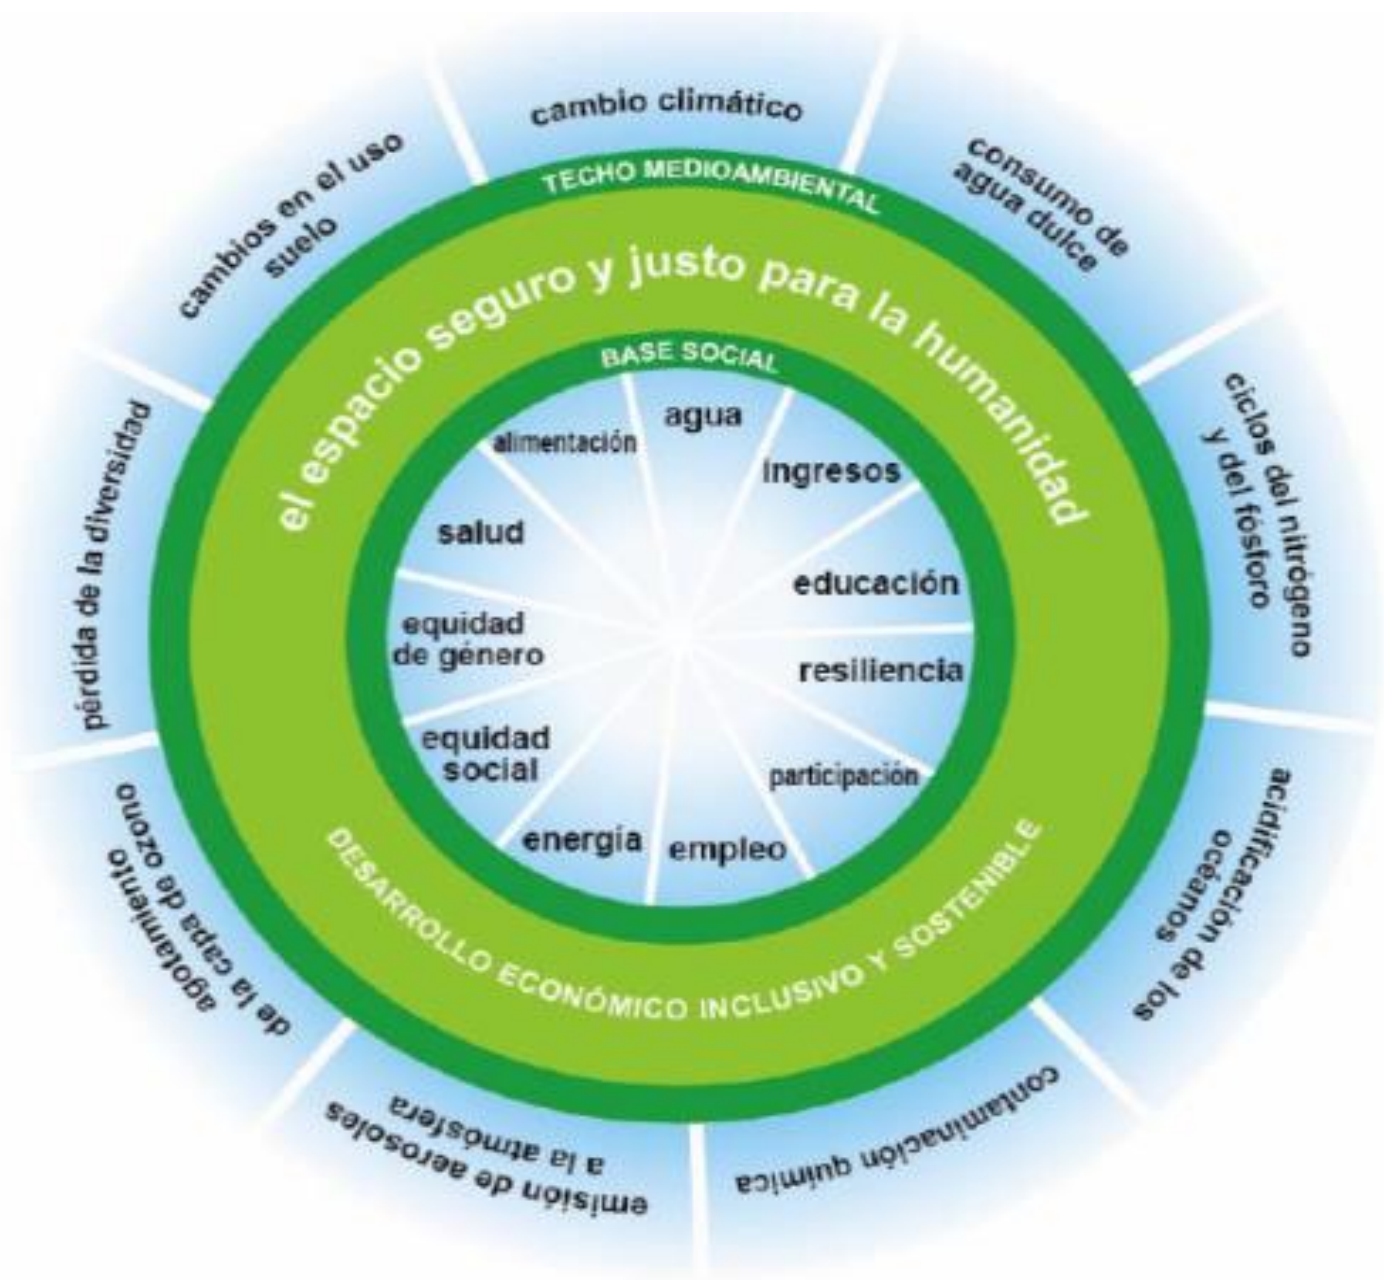 cambio climático
consumo de
agua dulce
ciclos del nitrógeno
y del fósforo
acidificación de los
océanos
contaminación química
emisión de aerosoles
a la atmósfera
agotamiento
de la capa de ozono
pérdida de la diversidad
cambios en el uso
suelo
TECHO MEDIOAMBIENTAL
el espacio seguro y justo para la humanidad
BASE SOCIAL
agua
ingresos
educación
resiliencia
participación
empleo
energía
equidad
social
equidad
de género
salud
alimentación
DESARROLLO ECONÓMICO INCLUSIVO Y SOSTENIBLE